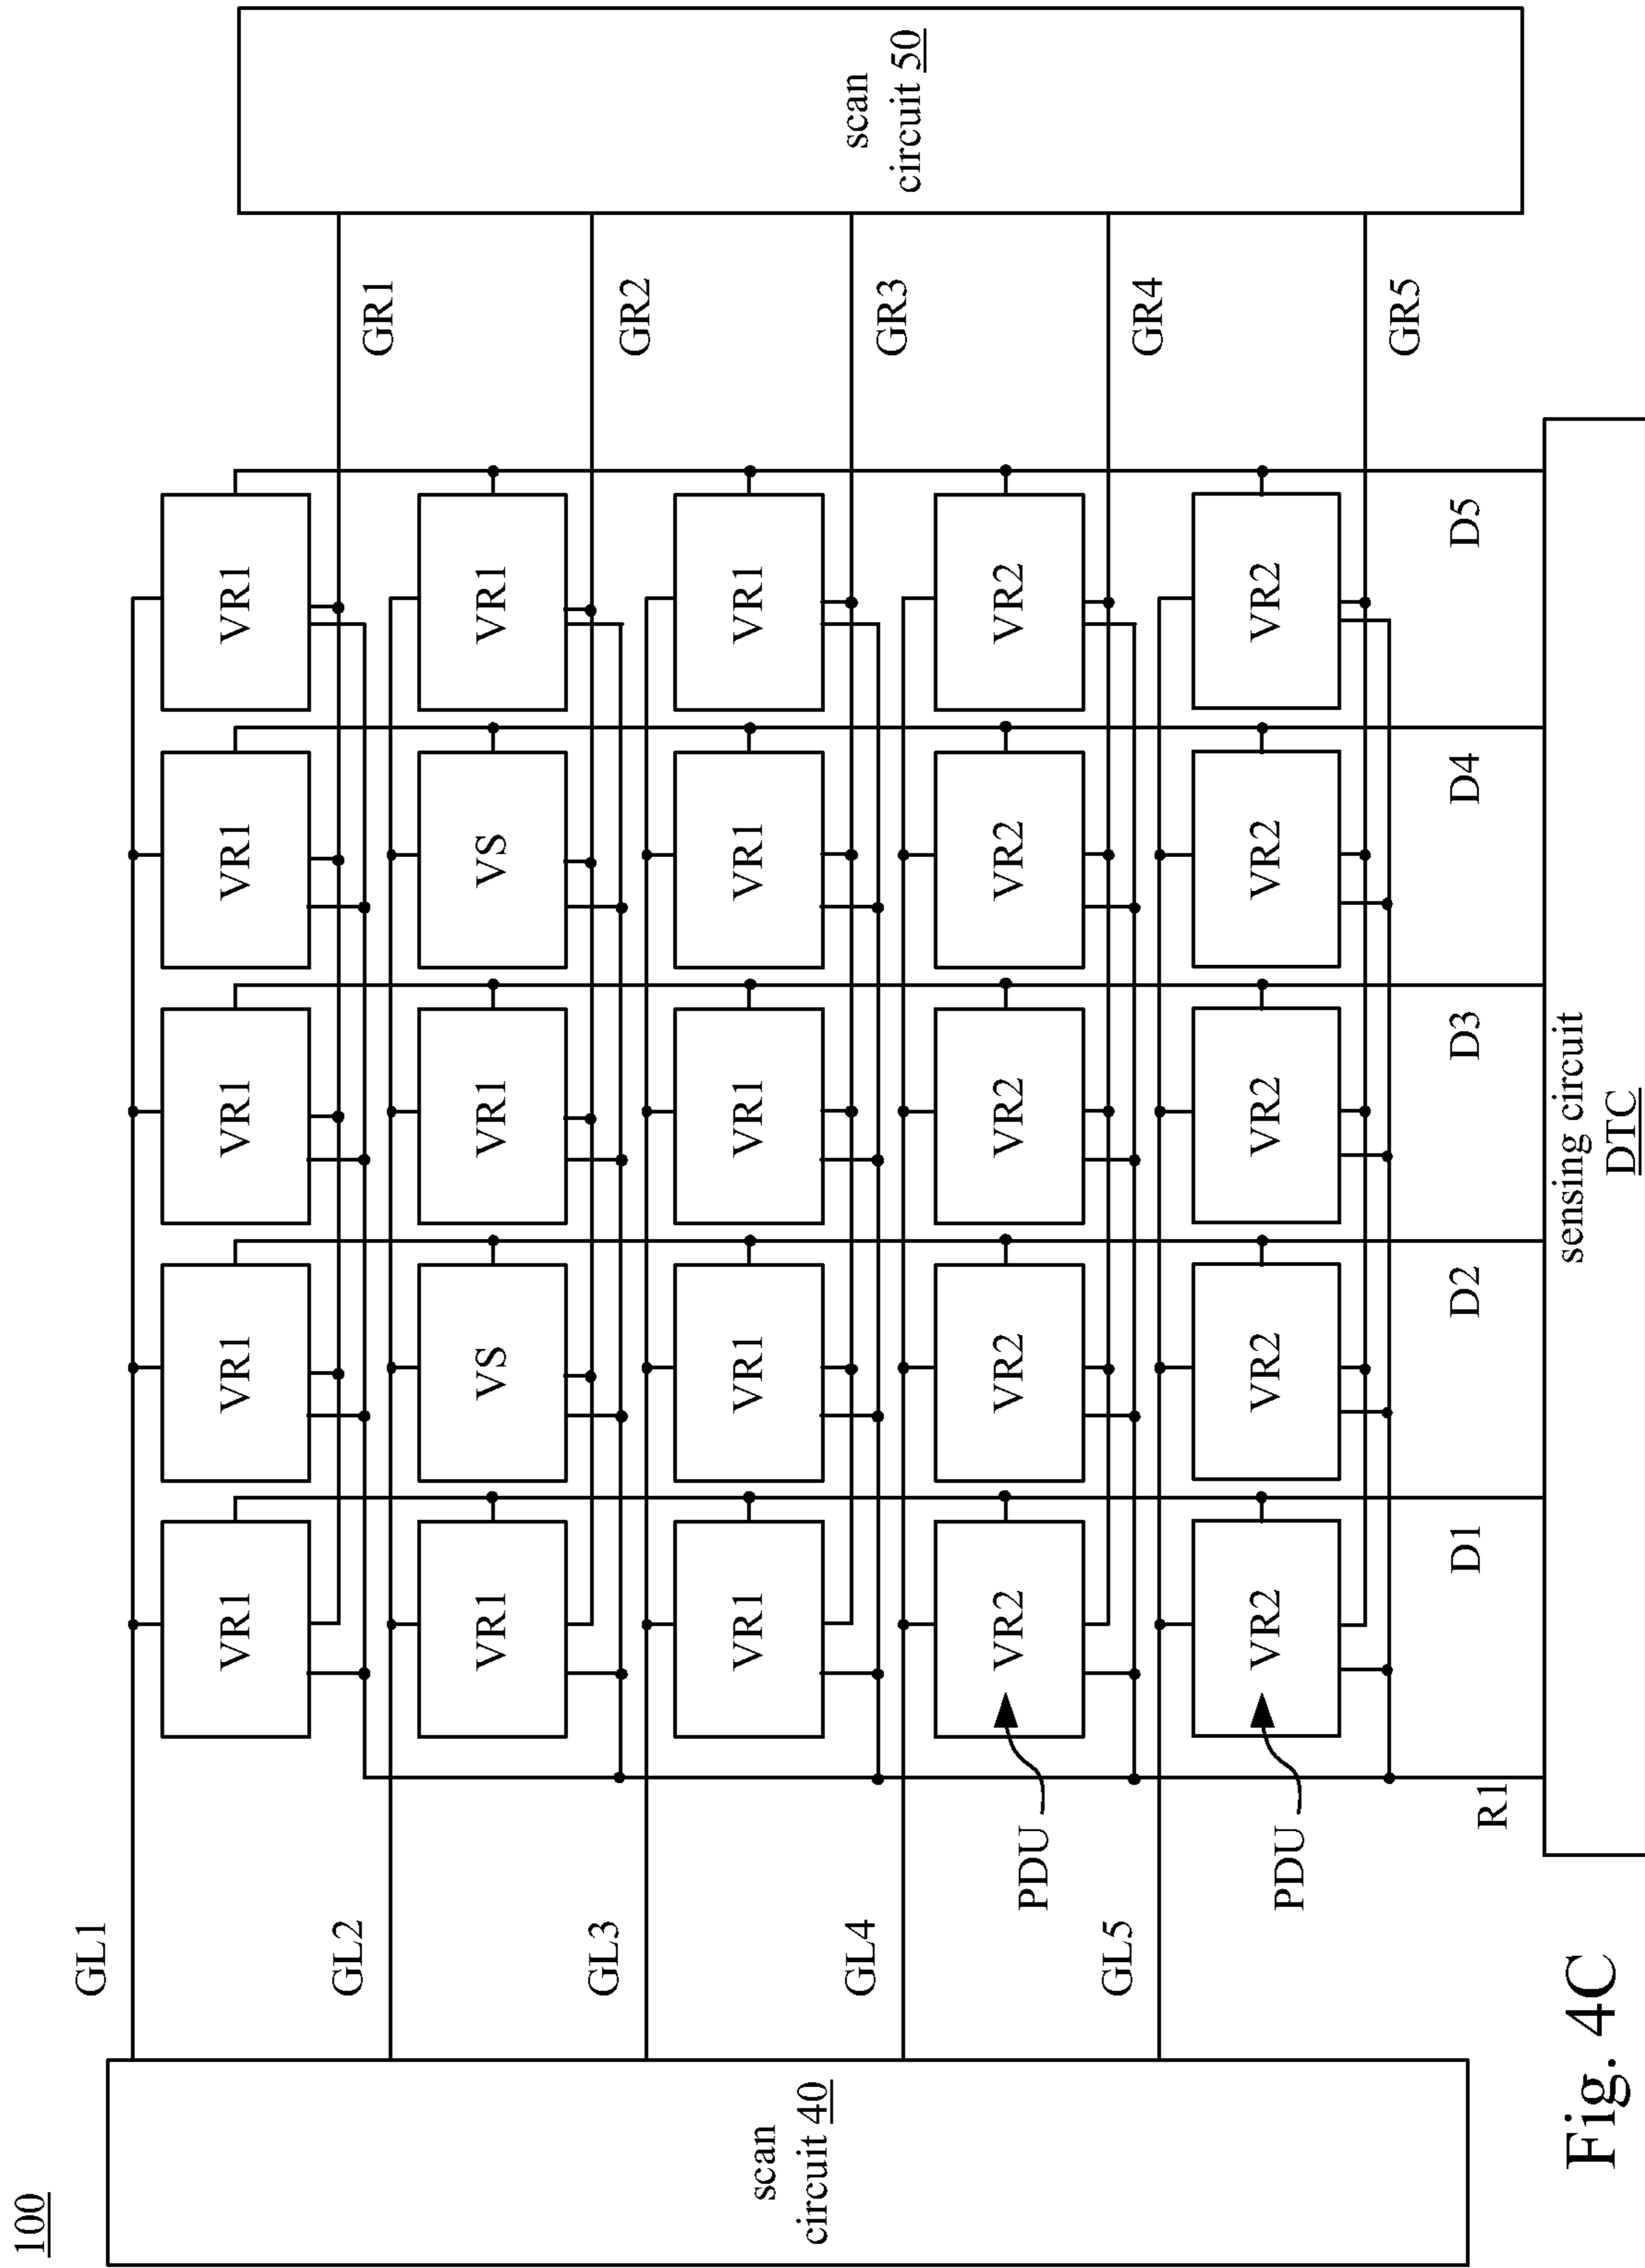 100
scan
circuit 40
GL1
GL2
GL3
GL4
GL5
VR1 VR1 VR1 VR1 VR1
VR1 VS VR1 VS VR1
VR1 VR1 VR1 VR1 VR1
VR2 VR2 VR2 VR2 VR2
VR2 VR2 VR2 VR2 VR2
PDU
PDU
GR1
GR2
GR3
GR4
GR5
scan
circuit 50
R1 D1 D2 D3 D4 D5
sensing circuit
DTC
Fig. 4C